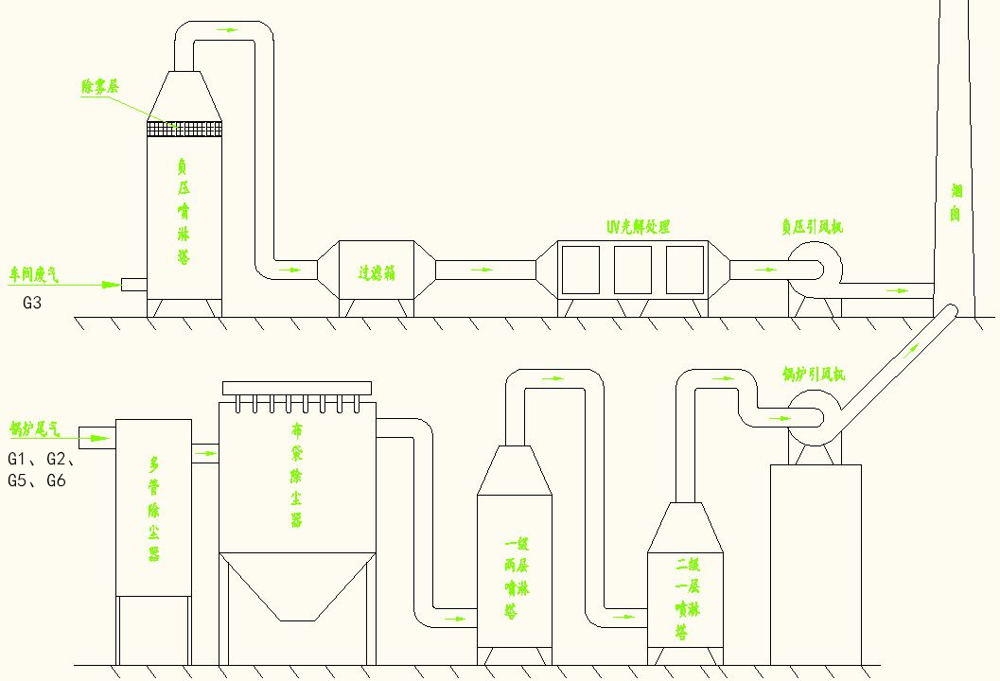 除雾层
负压喷淋塔
车间废气
G3
过滤箱
UV光解处理
负压引风机
烟囱
锅炉尾气
G1、G2、
G5、G6
多管除尘器
布袋除尘器
一级
两层
喷淋
塔
二级
一层
喷淋
塔
锅炉引风机